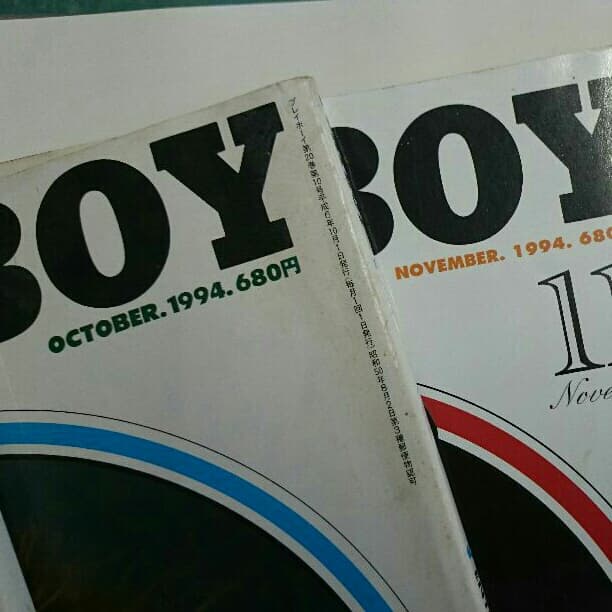 BOY
OCTOBER. 1994. 680円
プレイボーイ第20巻第10号平成6年10月1日発行(毎月1回1日発行)昭和50年8月2日第3種郵便物認可
BOY
NOVEMBER. 1994. 680
11
Nove